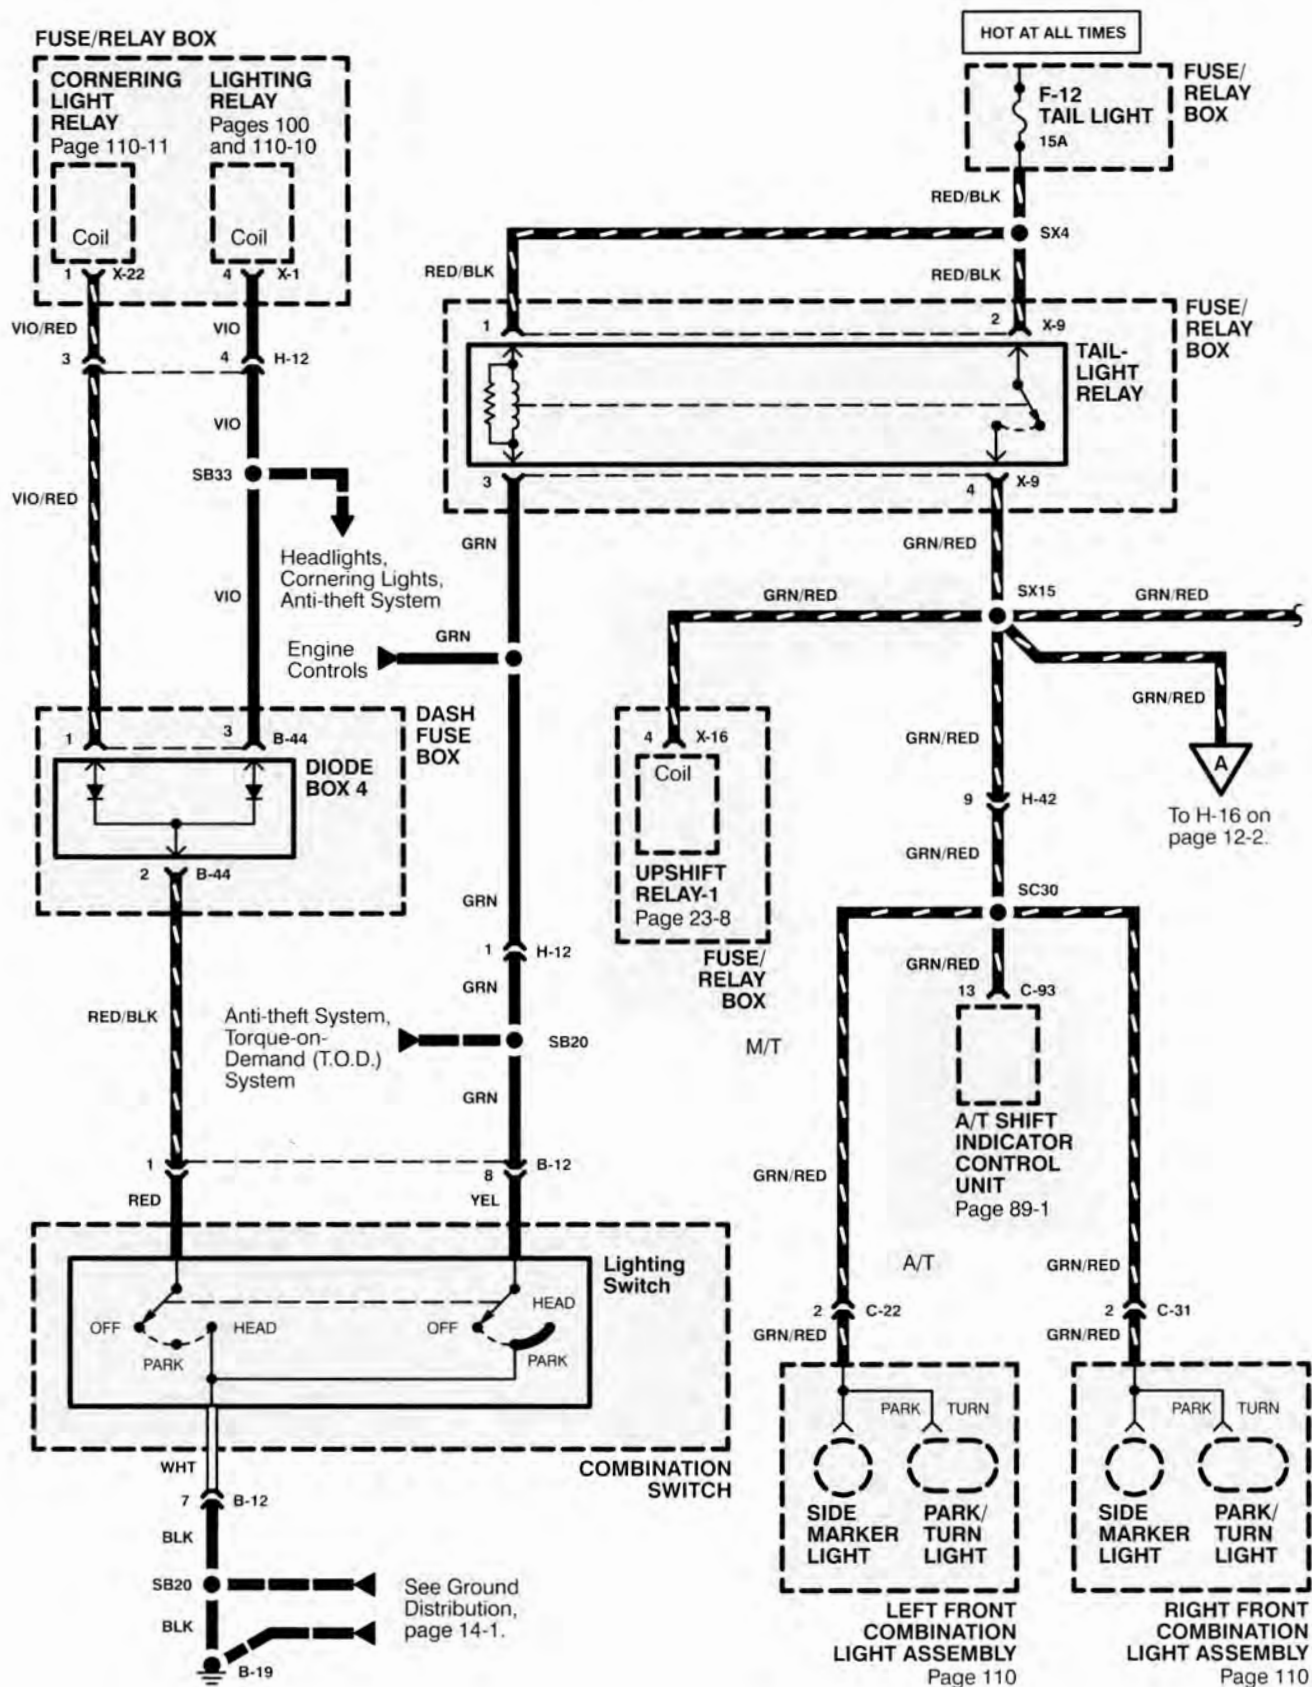 HOT AT ALL TIMES
FUSE/RELAY BOX
CORNERING
LIGHT
RELAY
Page 110-11
LIGHTING
RELAY
Pages 100
and 110-10
Coil
Coil
1
X-22
4
X-1
VIO/RED
VIO
3
4
H-12
VIO
SB33
VIO/RED
Headlights,
Cornering Lights,
Anti-theft System
VIO
F-12
TAIL LIGHT
15A
FUSE/
RELAY
BOX
RED/BLK
SX4
RED/BLK
RED/BLK
1
2
X-9
FUSE/
RELAY
BOX
TAIL-
LIGHT
RELAY
3
4
X-9
GRN
GRN/RED
SX15
GRN/RED
GRN/RED
GRN
Engine
Controls
GRN/RED
A
To H-16 on
page 12-2.
1
3
B-44
DASH
FUSE
BOX
DIODE
BOX 4
2
B-44
4
X-16
Coil
UPSHIFT
RELAY-1
Page 23-8
FUSE/
RELAY
BOX
GRN/RED
9
H-42
GRN/RED
SC30
GRN
1
H-12
GRN
GRN/RED
13
C-93
RED/BLK
Anti-theft System,
Torque-on-
Demand (T.O.D.)
System
SB20
M/T
GRN
A/T SHIFT
INDICATOR
CONTROL
UNIT
Page 89-1
1
8
B-12
RED
YEL
GRN/RED
A/T
GRN/RED
Lighting
Switch
OFF
PARK
HEAD
OFF
HEAD
PARK
2
C-22
2
C-31
GRN/RED
GRN/RED
WHT
COMBINATION
SWITCH
7
B-12
BLK
SB20
See Ground
Distribution,
page 14-1.
BLK
B-19
PARK
TURN
SIDE
MARKER
LIGHT
PARK/
TURN
LIGHT
LEFT FRONT
COMBINATION
LIGHT ASSEMBLY
Page 110
PARK
TURN
SIDE
MARKER
LIGHT
PARK/
TURN
LIGHT
RIGHT FRONT
COMBINATION
LIGHT ASSEMBLY
Page 110